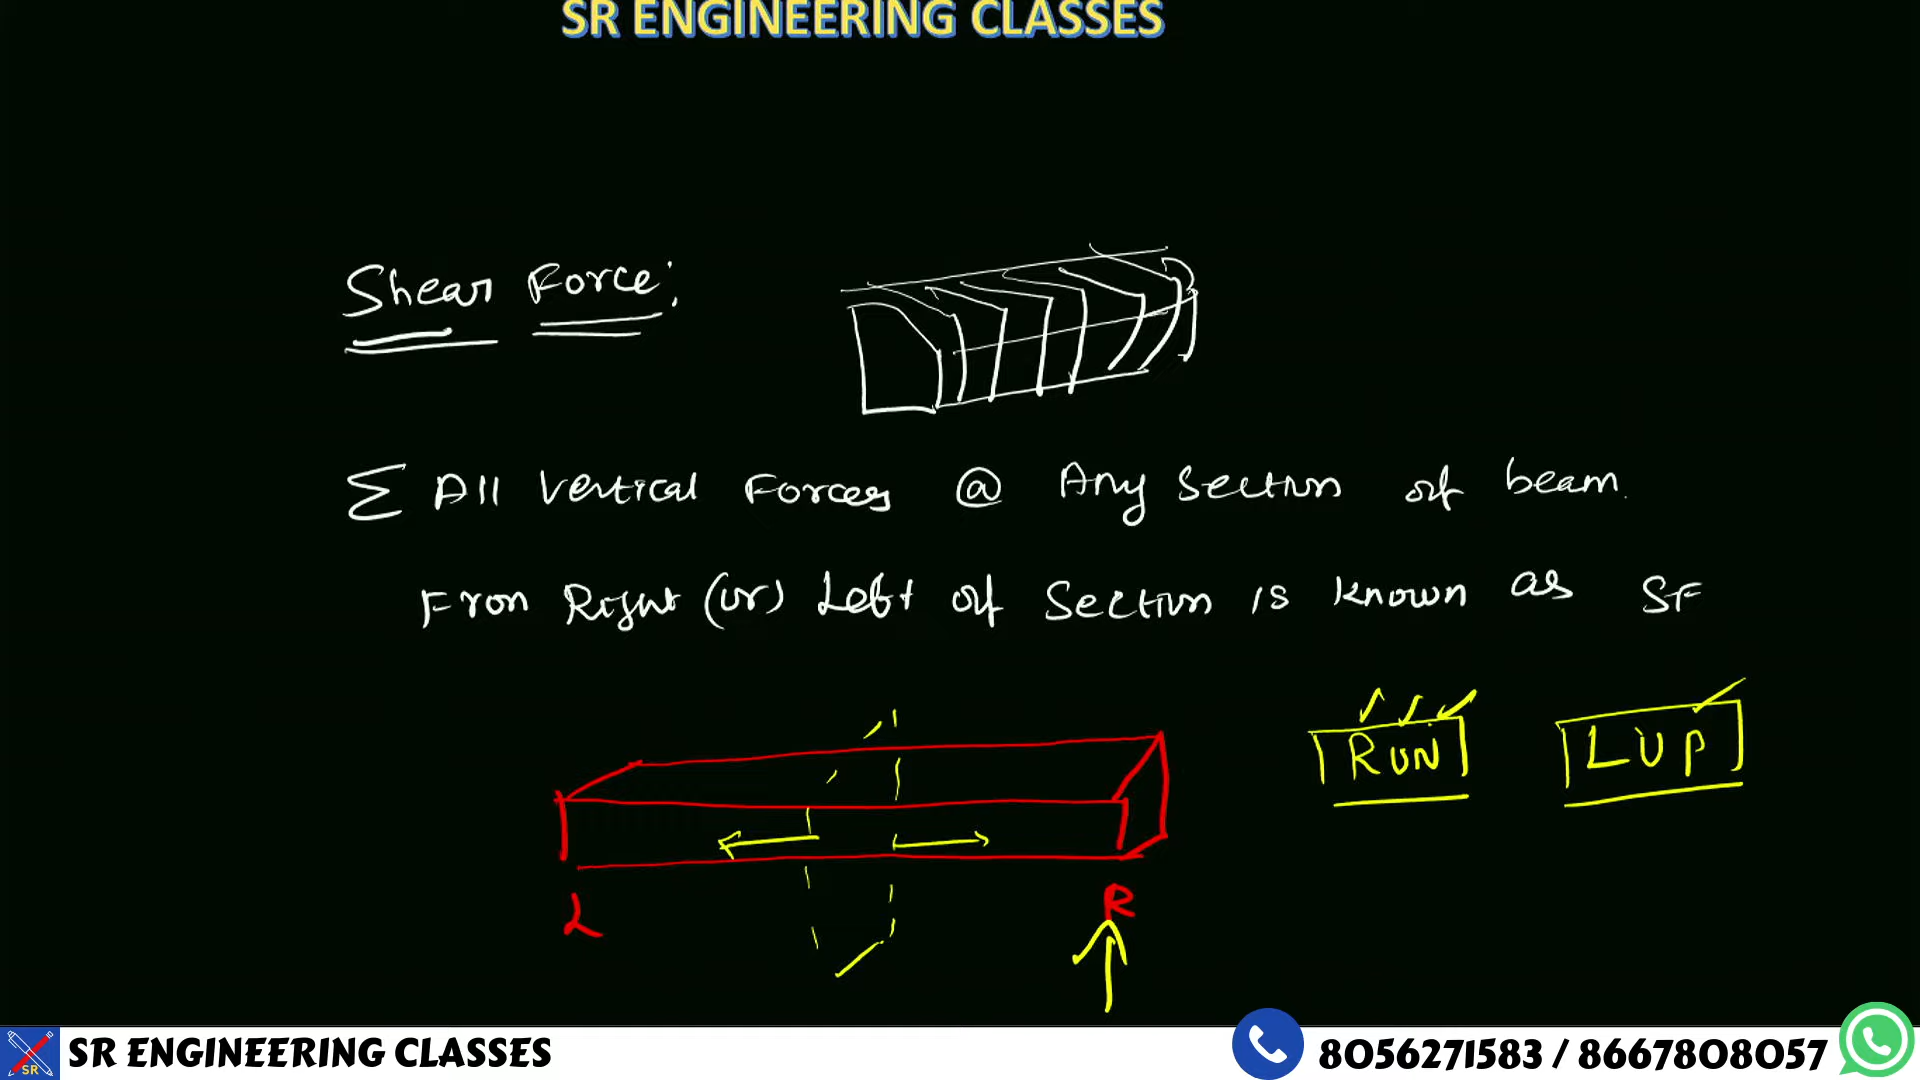 SR ENGINEERING CLASSES
Shear Force:
Σ All Vertical Forces @ Any Section of beam.
From Right (or) Left of Section is known as SF
RUN LUP
L R
SR
SR ENGINEERING CLASSES 8056271583 / 8667808057